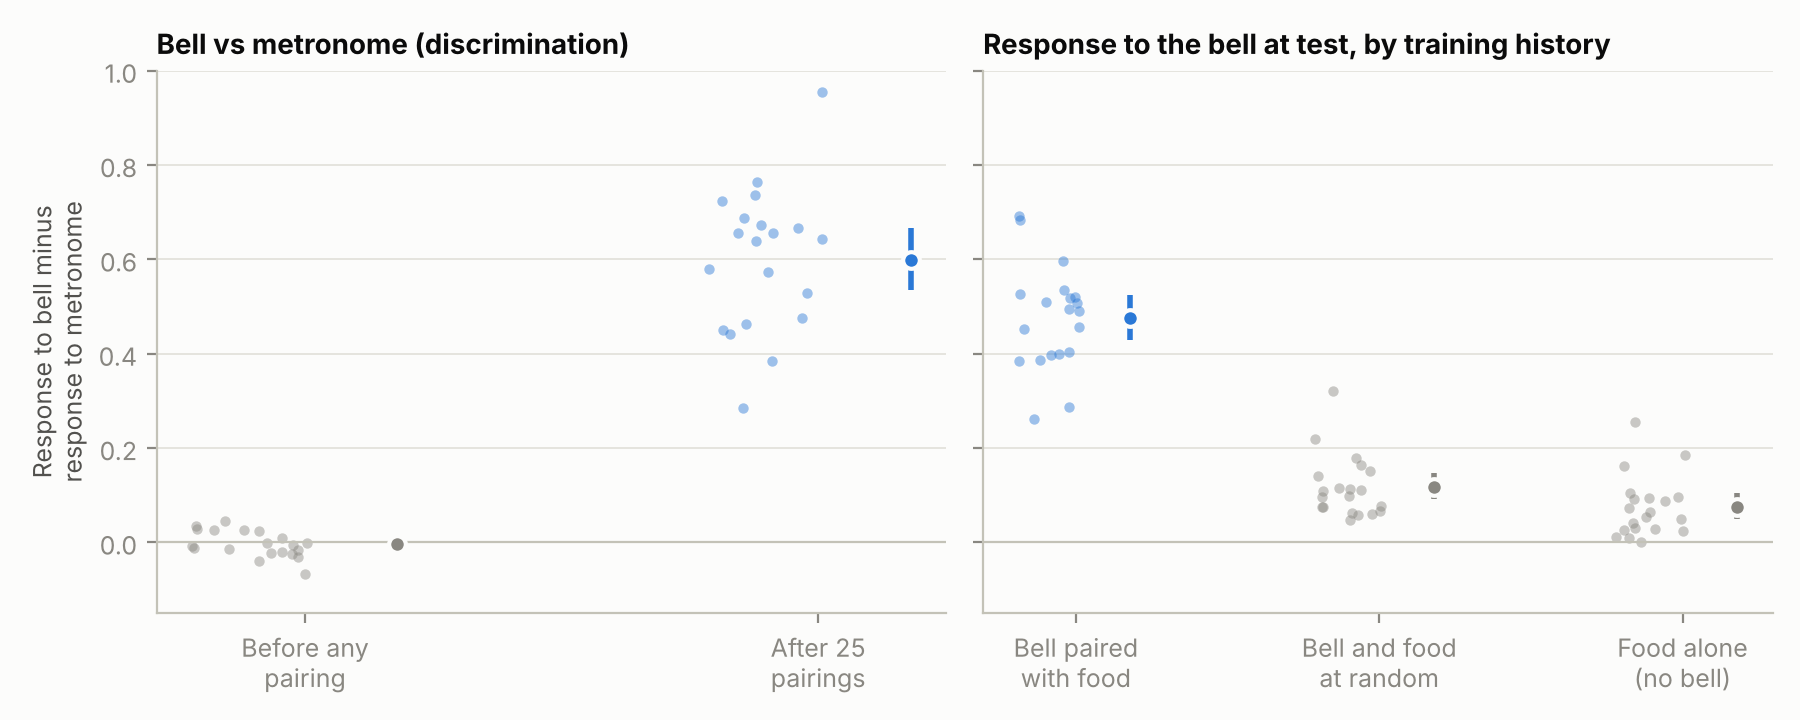 Bell vs metronome (discrimination)
Response to the bell at test, by training history
Response to bell minus
response to metronome
1.0
0.8
0.6
0.4
0.2
0.0
Before any
pairing
After 25
pairings
Bell paired
with food
Bell and food
at random
Food alone
(no bell)